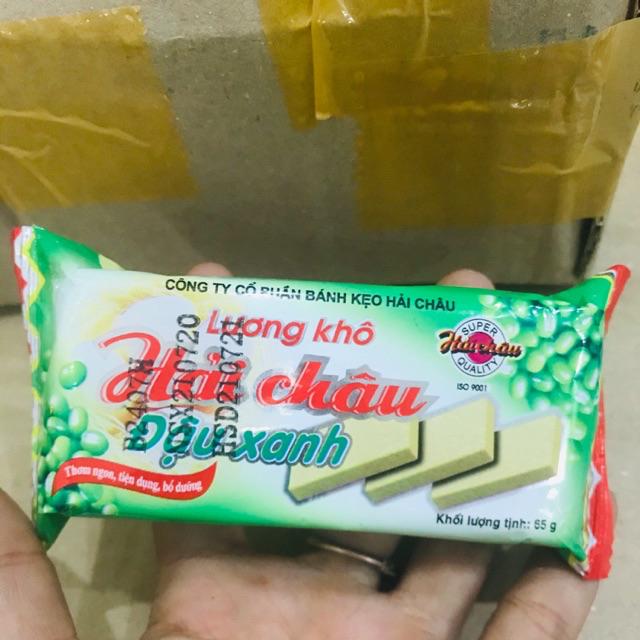 CÔNG TY CỔ PHẦN BÁNH KẸO HẢI CHÂU
Lương khô
Hải châu
Đậu xanh
Thơm ngon, tiện dụng, bổ dưỡng
SUPER
Hải châu
QUALITY
ISO 9001
Khối lượng tịnh: 65 g
HSD210721